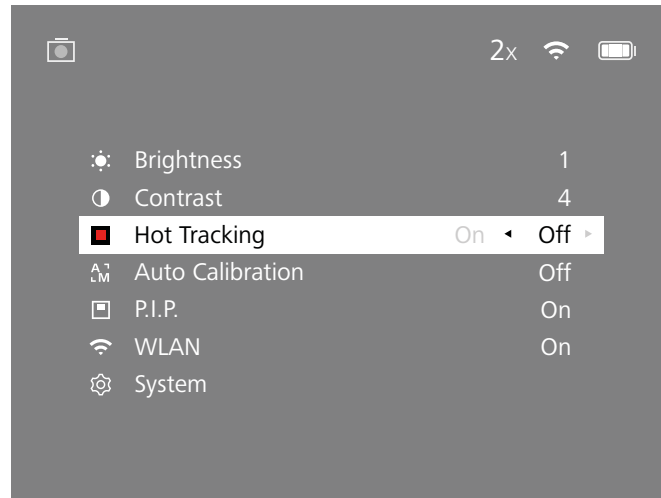 2x
Brightness 1
Contrast 4
Hot Tracking On Off
A M Auto Calibration Off
P.I.P. On
WLAN On
System